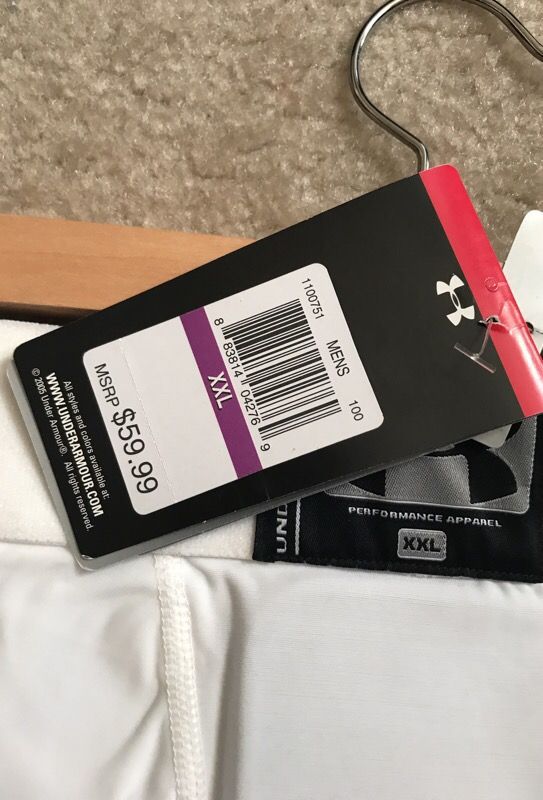 1100751
MENS
100
8 83814 04276 9
XXL
MSRP $59.99
All styles and colors available at:
WWW.UNDERARMOUR.COM
© 2005 Under Armour®. All rights reserved.
UND
PERFORMANCE APPAREL
XXL